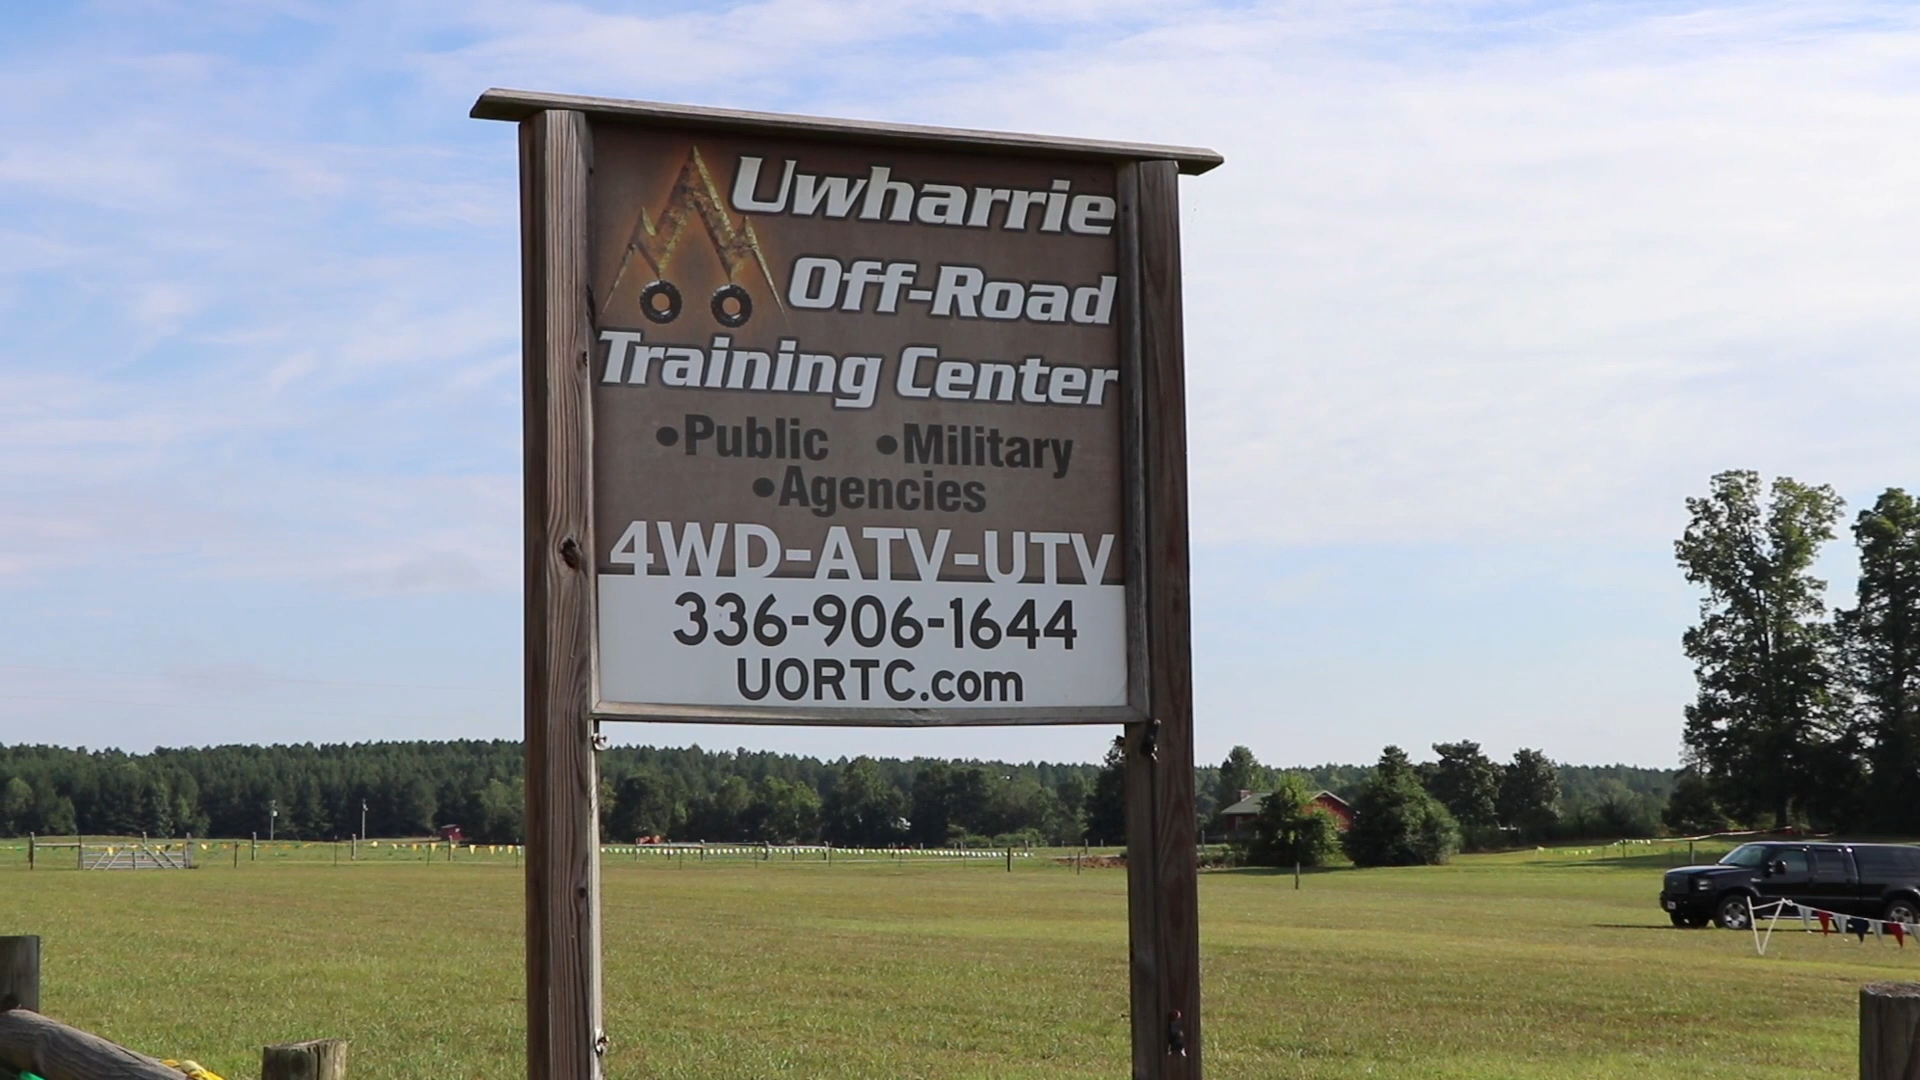 Uwharrie
Off-Road
Training Center
•Public •Military
•Agencies
4WD-ATV-UTV
336-906-1644
UORTC.com